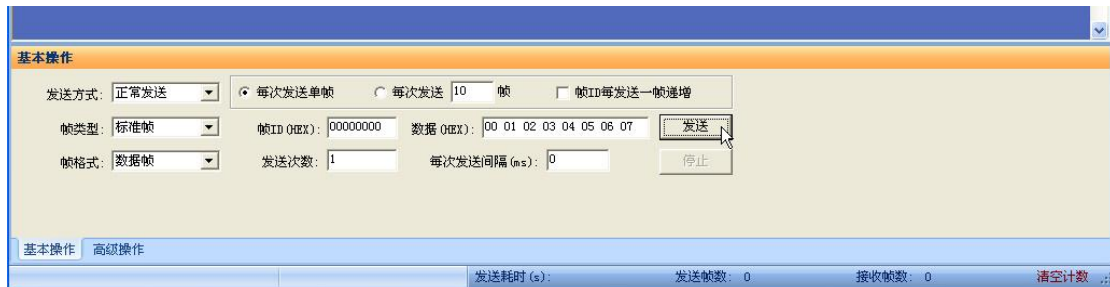 基本操作
发送方式: 正常发送 每次发送单帧 每次发送 10 帧 帧ID每发送一帧递增
帧类型: 标准帧 帧ID(HEX): 00000000 数据(HEX): 00 01 02 03 04 05 06 07 发送
帧格式: 数据帧 发送次数: 1 每次发送间隔(ms): 0 停止
基本操作 高级操作
发送耗时(s): 发送帧数: 0 接收帧数: 0 清空计数